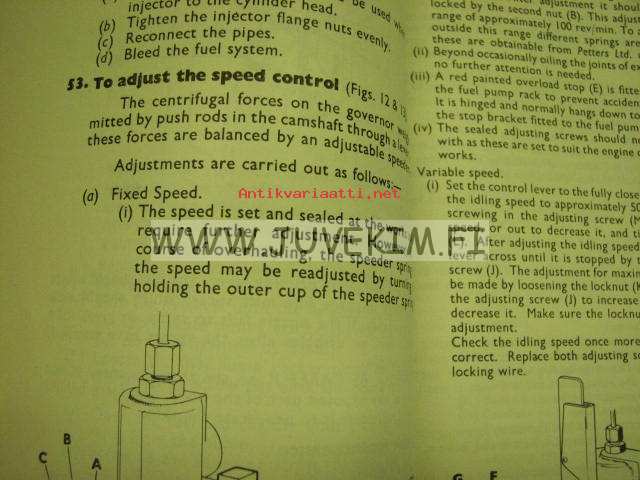 injector to the cylinder head.
be used
(b) Tighten the injector flange nuts evenly.
(c) Reconnect the pipes.
(d) Bleed the fuel system.
53. To adjust the speed control (Figs. 12 & 13)
The centrifugal forces on the governor
mitted by push rods in the camshaft through a
these forces are balanced by an adjustable
Adjustments are carried out as follows:—
(a) Fixed Speed.
(i) The speed is set and sealed at the
require further adjustment.
course of overhauling, the speeder spring
the speed may be readjusted by turning
holding the outer cup of the speeder
C B A
Antikvariaatti.net
WWW.JUVEKIM.FI
adjustment it
locked by the second nut (B). This
range of approximately 100 rev/min. To
outside this range different springs are
these are obtainable from Petters Ltd.
(ii) Beyond occasionally oiling the joints of
no further attention is needed.
(iii) A red painted overload stop (E) is fitted
the fuel pump rack to prevent
It is hinged and normally hangs down to
the stop bracket fitted to the fuel pump
(iv) The sealed adjusting screws should
with as these are set to suit the engine
works.
Variable speed.
(i) Set the control lever to the fully
the idling speed to approximately
screwing in the adjusting screw
or out to decrease it, and
After adjusting the idling speed
lever across until it is stopped by
screw (J). The adjustment for
be made by loosening the locknut
the adjusting screw (J) to increase
decrease it. Make sure the
adjustment.
Check the idling speed once more
correct. Replace both adjusting
locking wire.